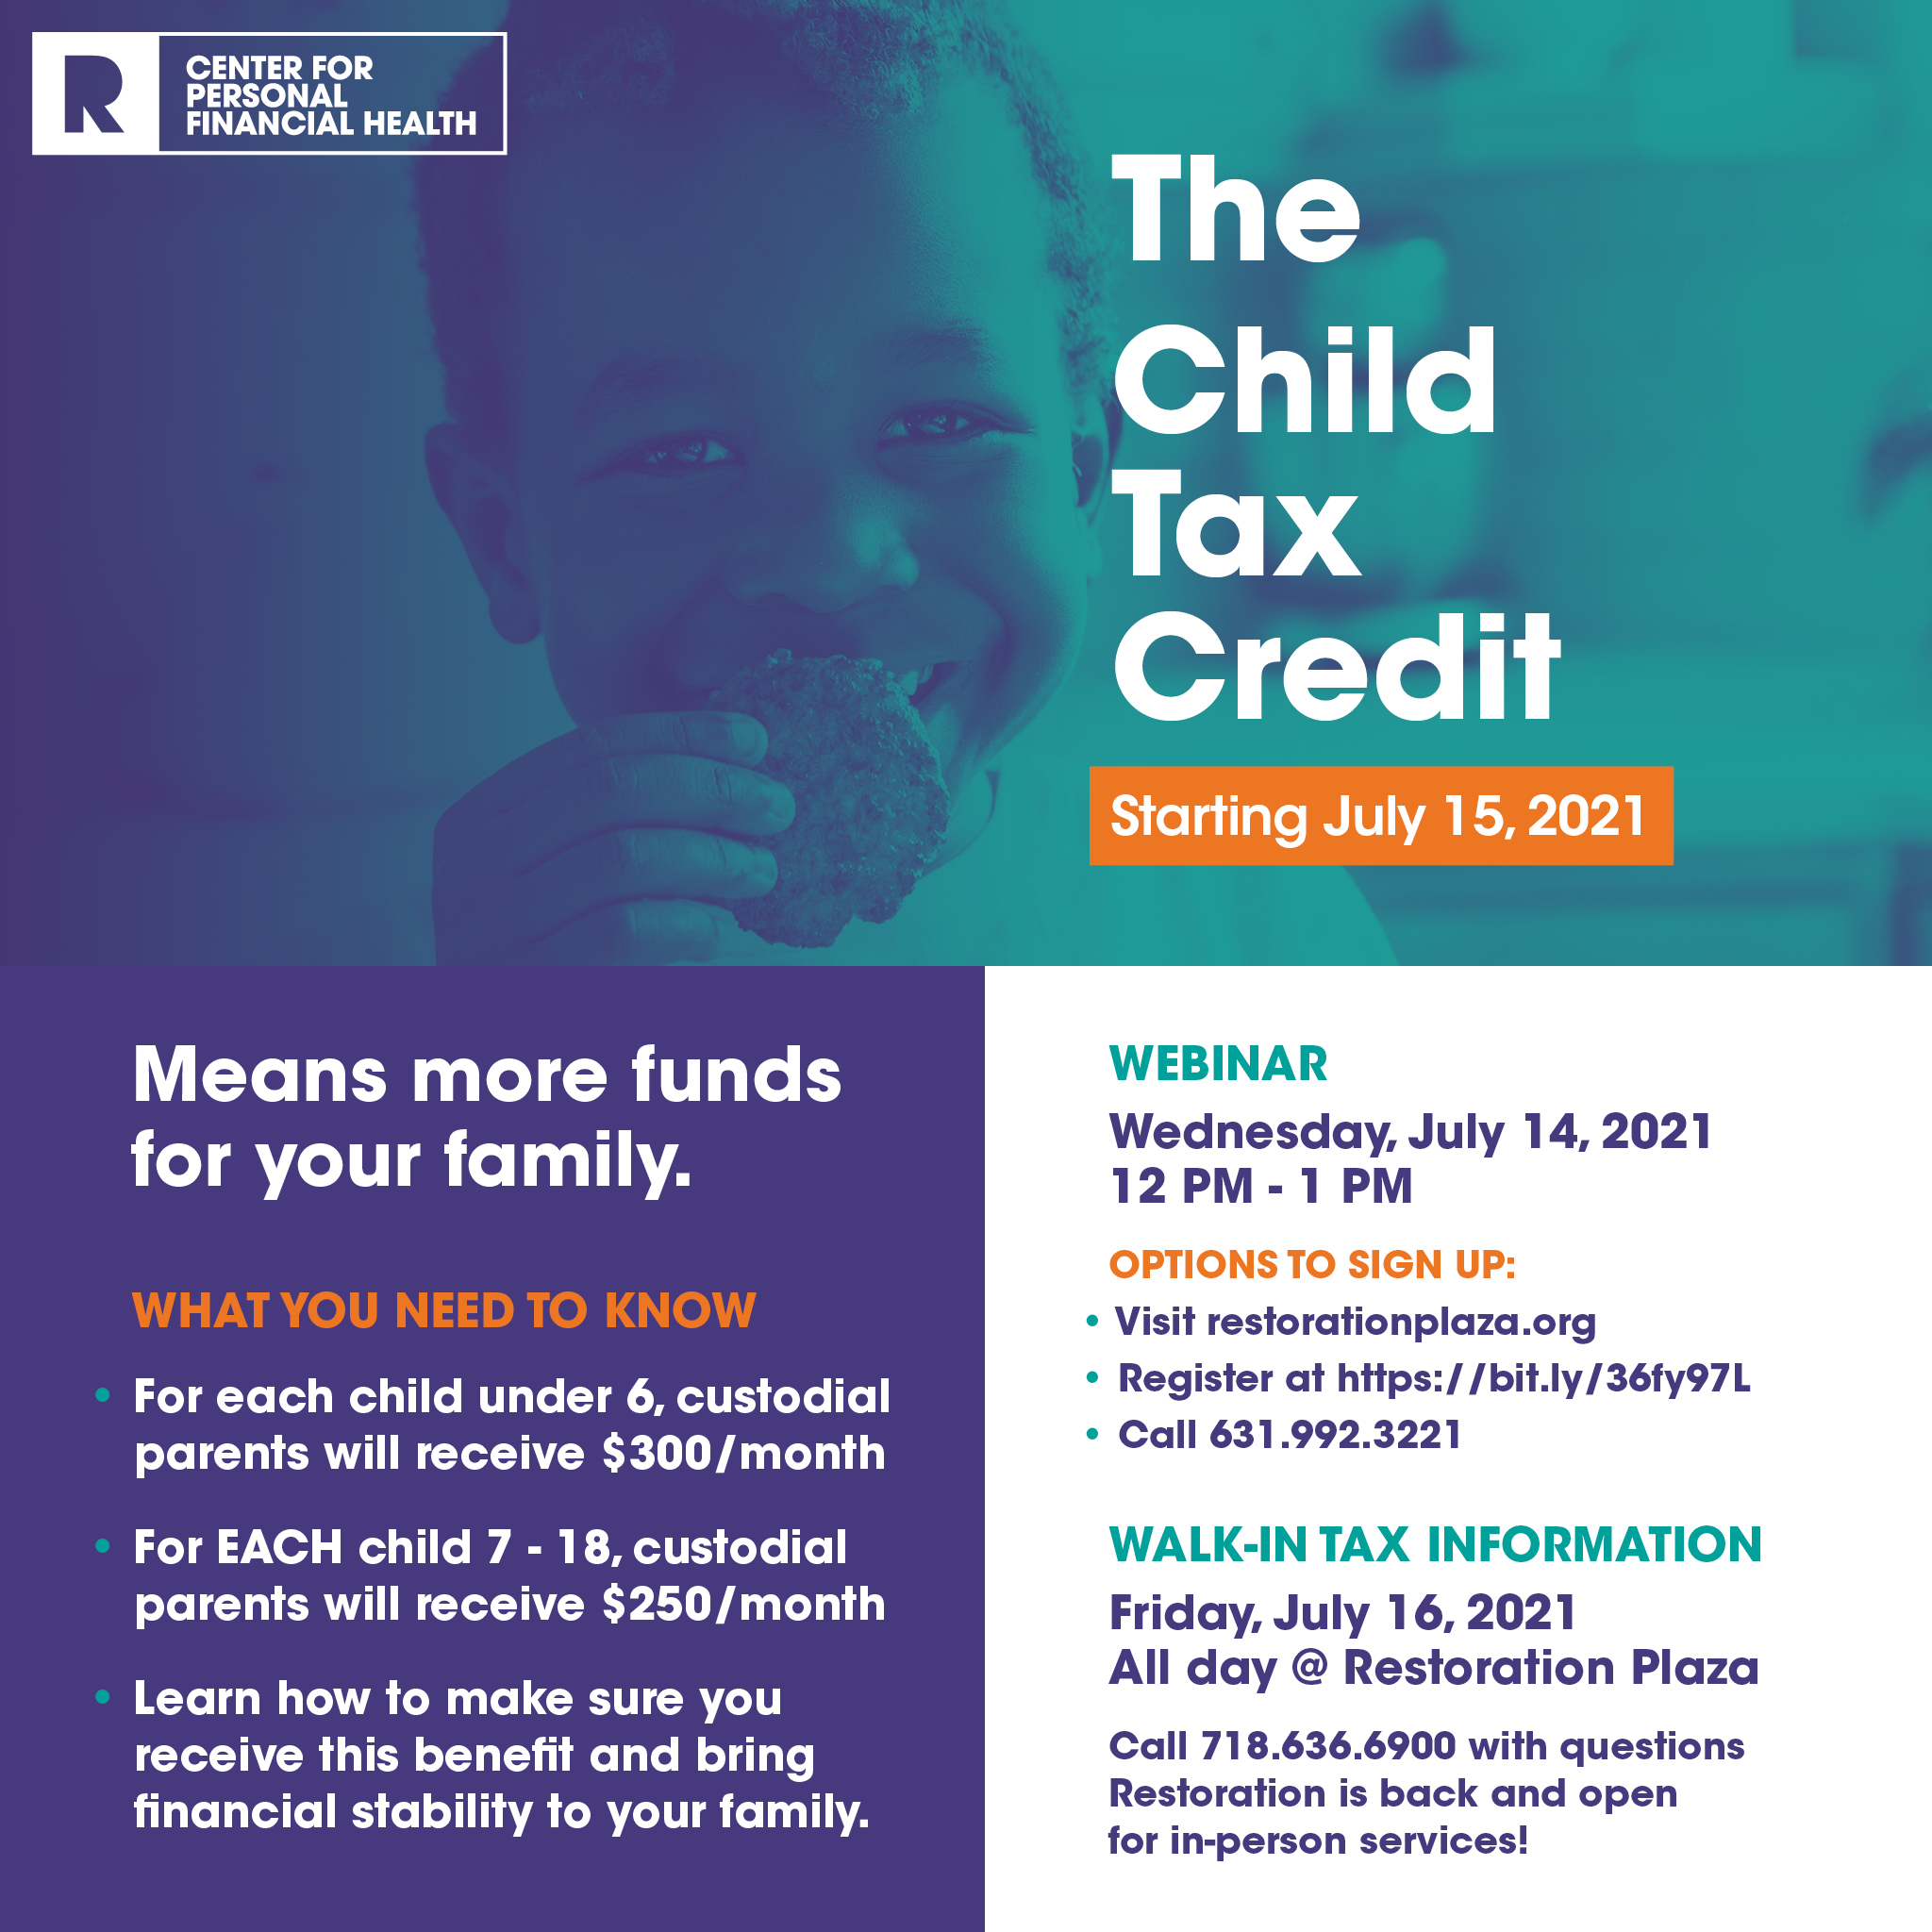 R
CENTER FOR
PERSONAL
FINANCIAL HEALTH
The
Child
Tax
Credit
Starting July 15, 2021
Means more funds
for your family.
WHAT YOU NEED TO KNOW
• For each child under 6, custodial
parents will receive $300/month
• For EACH child 7 - 18, custodial
parents will receive $250/month
• Learn how to make sure you
receive this benefit and bring
financial stability to your family.
WEBINAR
Wednesday, July 14, 2021
12 PM - 1 PM
OPTIONS TO SIGN UP:
• Visit restorationplaza.org
• Register at https://bit.ly/36fy97L
• Call 631.992.3221
WALK-IN TAX INFORMATION
Friday, July 16, 2021
All day @ Restoration Plaza
Call 718.636.6900 with questions
Restoration is back and open
for in-person services!